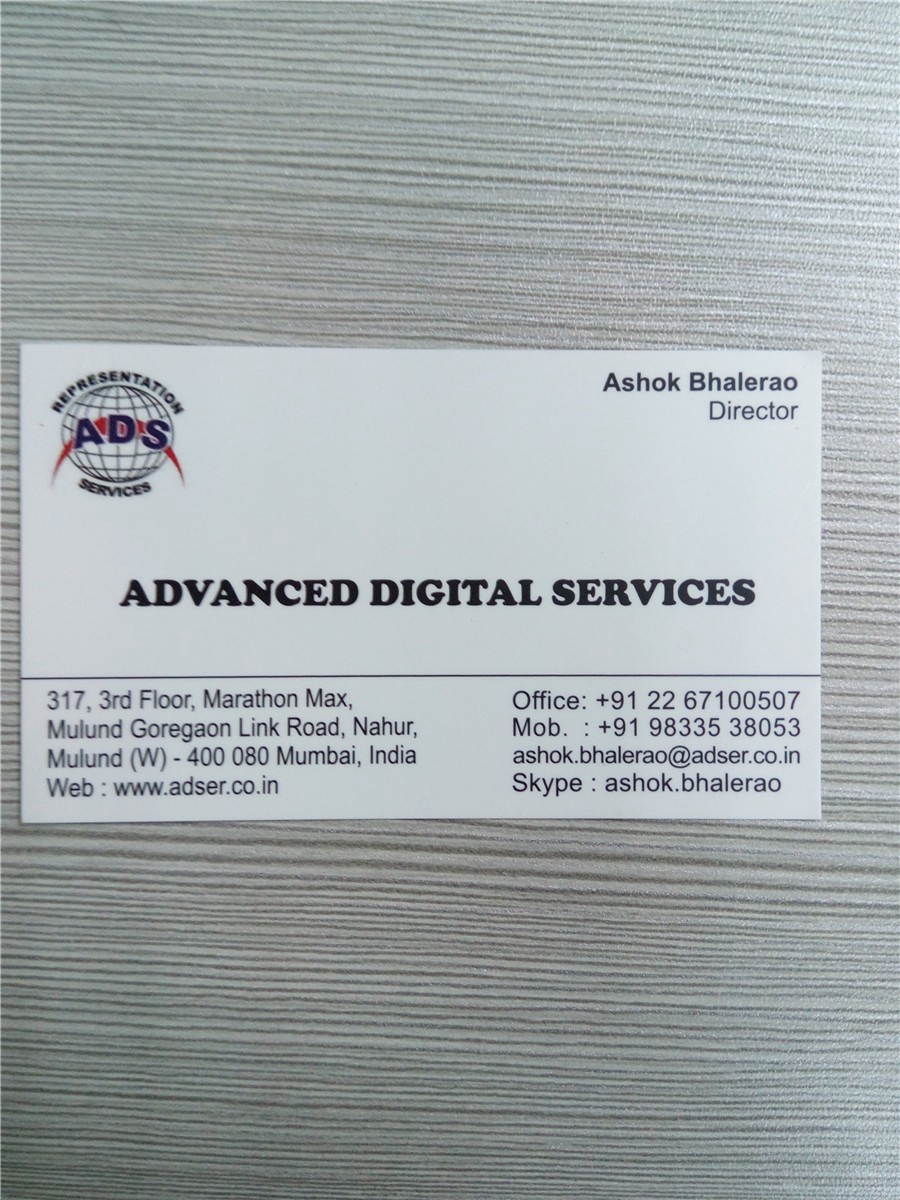 REPRESENTATION
ADS
SERVICES
Ashok Bhalerao
Director
ADVANCED DIGITAL SERVICES
317, 3rd Floor, Marathon Max,
Mulund Goregaon Link Road, Nahur,
Mulund (W) - 400 080 Mumbai, India
Web : www.adser.co.in
Office: +91 22 67100507
Mob. : +91 98335 38053
ashok.bhalerao@adser.co.in
Skype : ashok.bhalerao